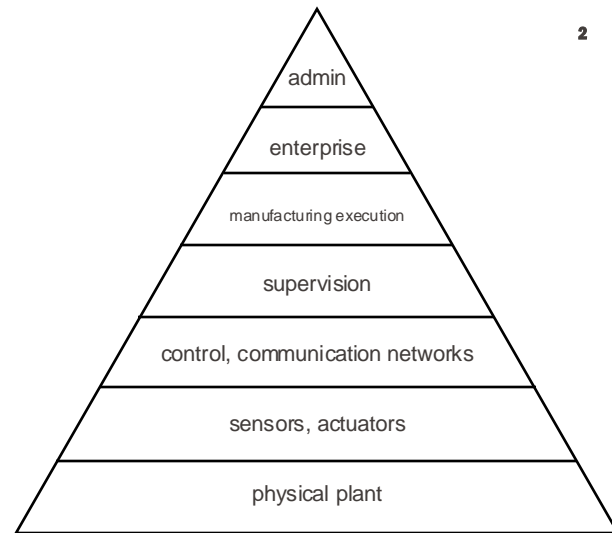 2
admin
enterprise
manufacturing execution
supervision
control, communication networks
sensors, actuators
physical plant